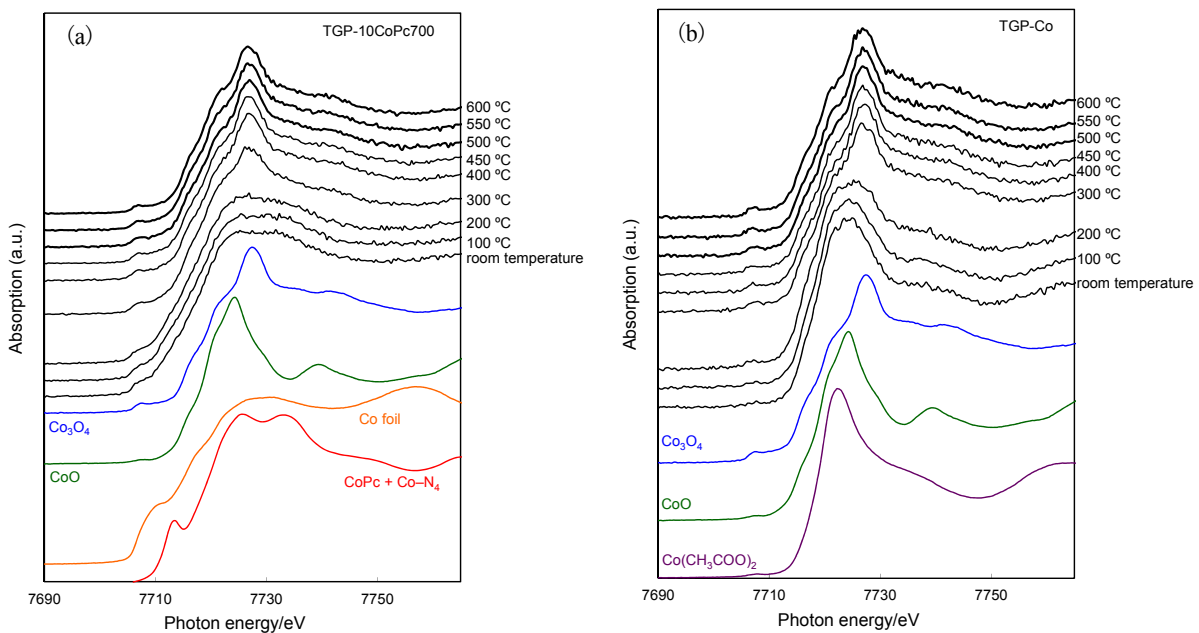 (a)
TGP-10CoPc700
600 ºC
550 ºC
500 ºC
450 ºC
400 ºC
300 ºC
200 ºC
100 ºC
room temperature
Co₃O₄
Co foil
CoO
CoPc + Co–N₄
Absorption (a.u.)
7690 7710 7730 7750
Photon energy/eV
(b)
TGP-Co
600 ºC
550 ºC
500 ºC
450 ºC
400 ºC
300 ºC
200 ºC
100 ºC
room temperature
Co₃O₄
CoO
Co(CH₃COO)₂
Absorption (a.u.)
7690 7710 7730 7750
Photon energy/eV